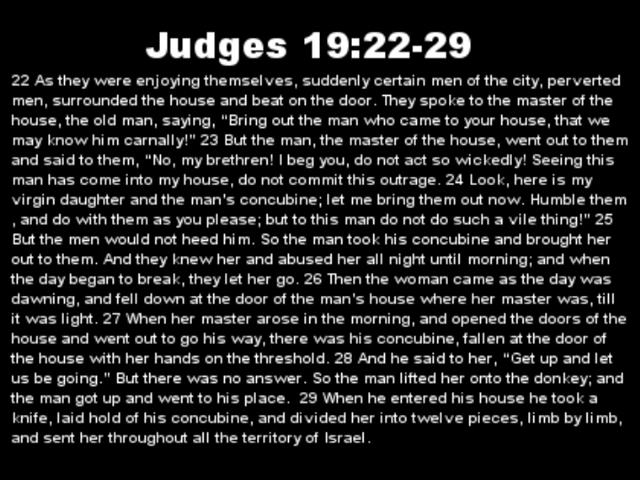 Judges 19:22-29
22 As they were enjoying themselves, suddenly certain men of the city, perverted
men, surrounded the house and beat on the door. They spoke to the master of the
house, the old man, saying, "Bring out the man who came to your house, that we
may know him carnally!" 23 But the man, the master of the house, went out to them
and said to them, "No, my brethren! I beg you, do not act so wickedly! Seeing this
man has come into my house, do not commit this outrage. 24 Look, here is my
virgin daughter and the man's concubine; let me bring them out now. Humble them
, and do with them as you please; but to this man do not do such a vile thing!" 25
But the men would not heed him. So the man took his concubine and brought her
out to them. And they knew her and abused her all night until morning; and when
the day began to break, they let her go. 26 Then the woman came as the day was
dawning, and fell down at the door of the man's house where her master was, till
it was light. 27 When her master arose in the morning, and opened the doors of the
house and went out to go his way, there was his concubine, fallen at the door of
the house with her hands on the threshold. 28 And he said to her, "Get up and let
us be going." But there was no answer. So the man lifted her onto the donkey; and
the man got up and went to his place. 29 When he entered his house he took a
knife, laid hold of his concubine, and divided her into twelve pieces, limb by limb,
and sent her throughout all the territory of Israel.